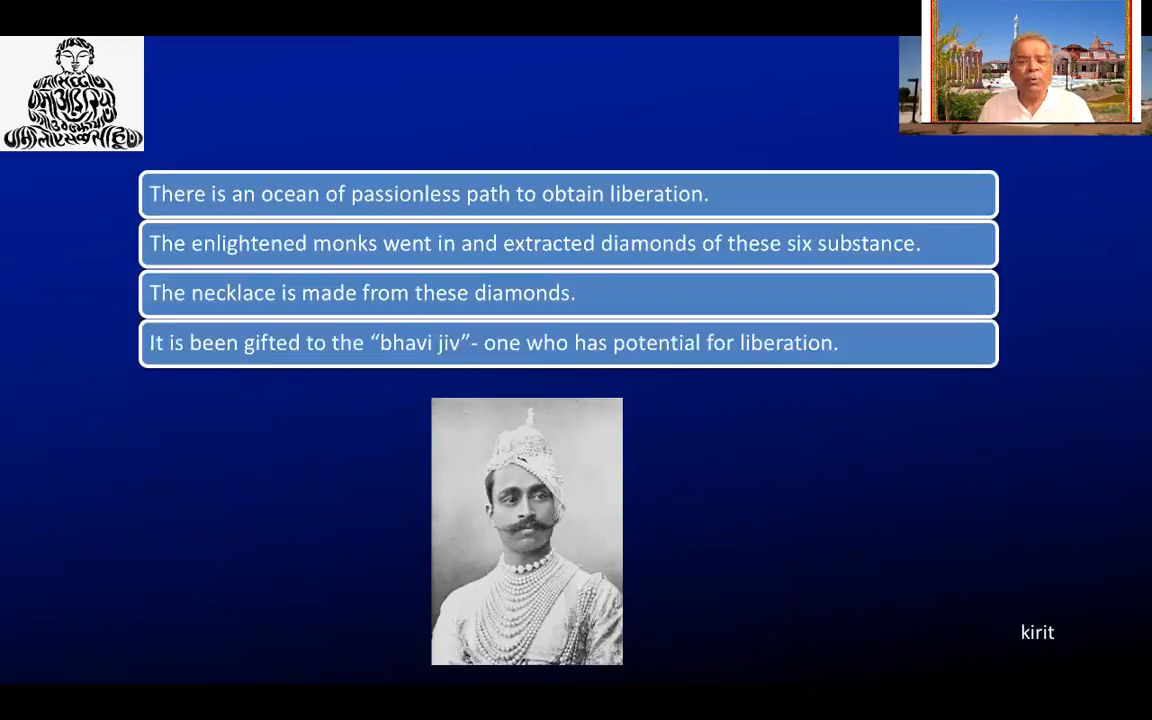 There is an ocean of passionless path to obtain liberation.
The enlightened monks went in and extracted diamonds of these six substance.
The necklace is made from these diamonds.
It is been gifted to the “bhavi jiv”- one who has potential for liberation.
kirit